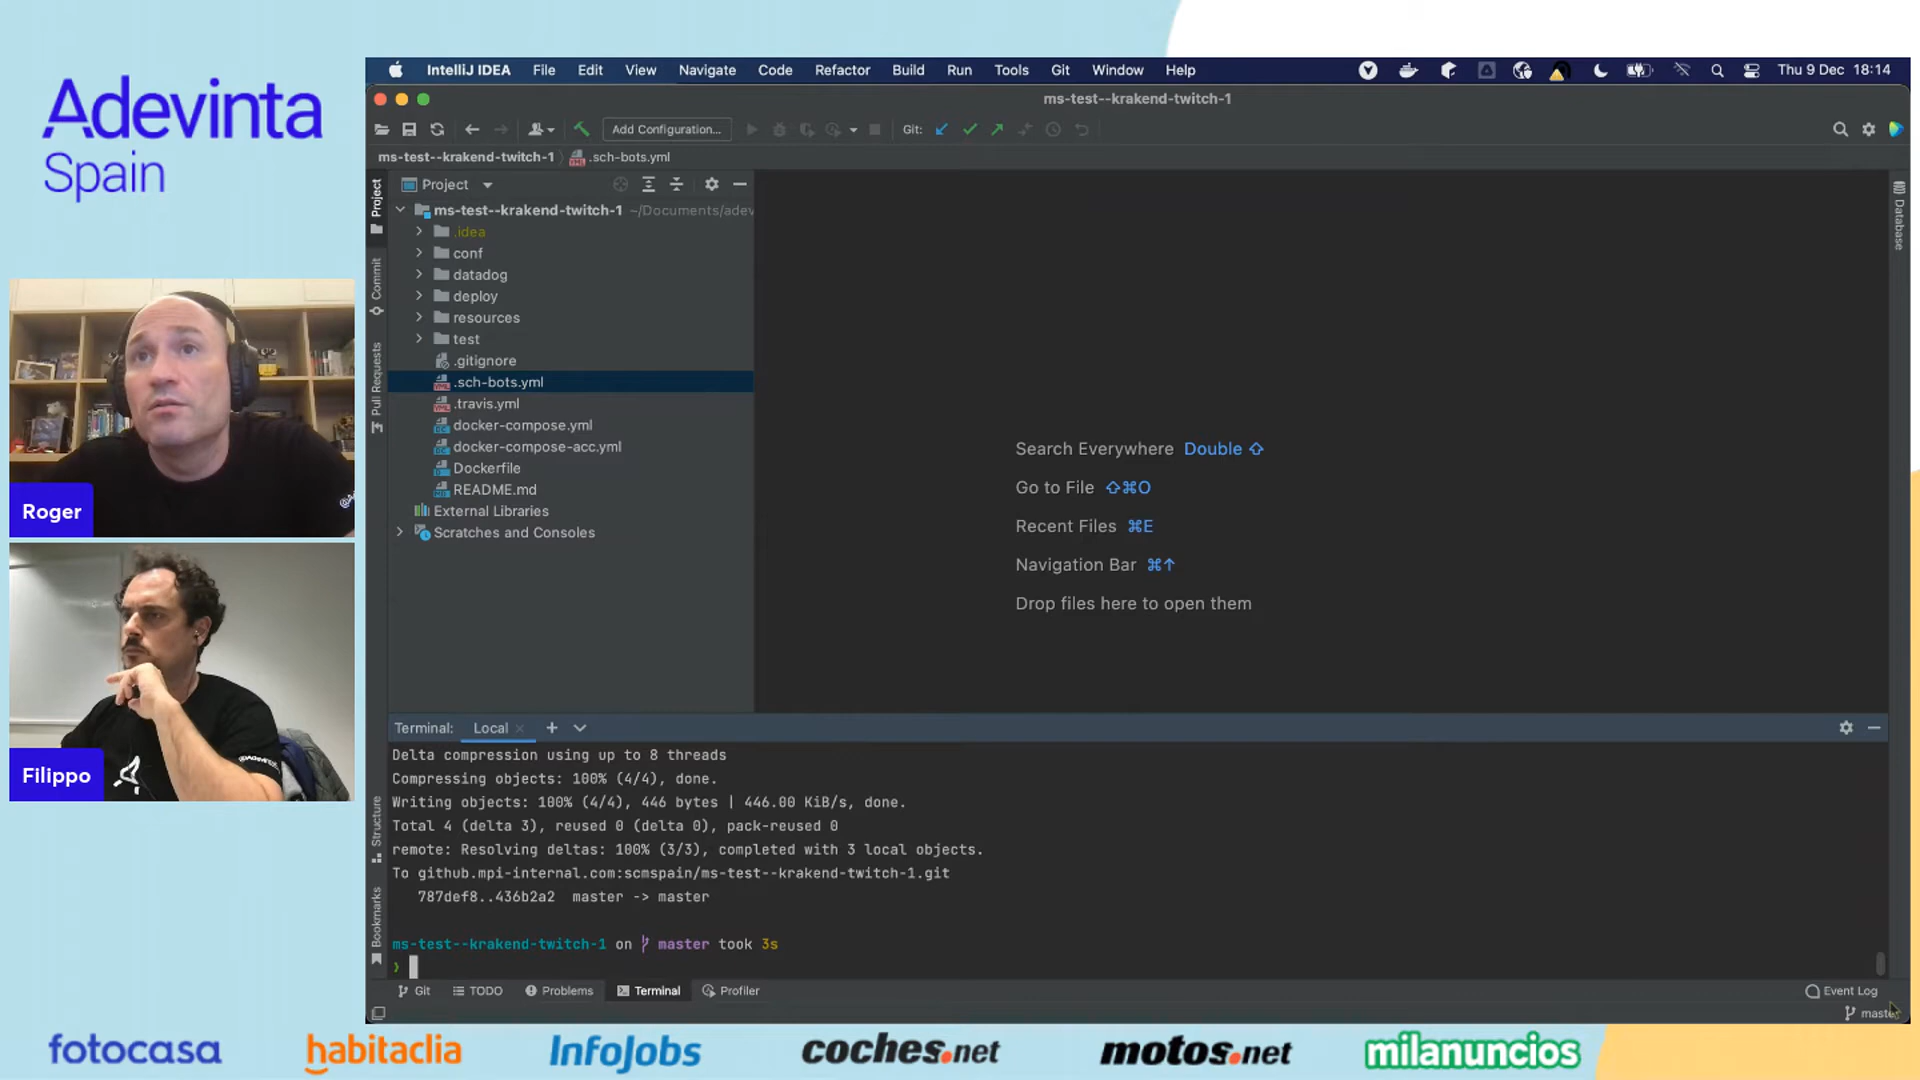 Adevinta
Spain
IntelliJ IDEA File Edit View Navigate Code Refactor Build Run Tools Git Window Help
Thu 9 Dec 18:14
ms-test--krakend-twitch-1
Add Configuration...
Git:
ms-test--krakend-twitch-1 .sch-bots.yml
Project
Project
Commit
Pull Requests
Structure
Bookmarks
Database
ms-test--krakend-twitch-1 ~/Documents/adev
.idea
conf
datadog
deploy
resources
test
.gitignore
.sch-bots.yml
.travis.yml
docker-compose.yml
docker-compose-acc.yml
Dockerfile
README.md
External Libraries
Scratches and Consoles
Search Everywhere Double ⇧
Go to File ⇧⌘O
Recent Files ⌘E
Navigation Bar ⌘↑
Drop files here to open them
Roger
Filippo
Terminal: Local
Delta compression using up to 8 threads
Compressing objects: 100% (4/4), done.
Writing objects: 100% (4/4), 446 bytes | 446.00 KiB/s, done.
Total 4 (delta 3), reused 0 (delta 0), pack-reused 0
remote: Resolving deltas: 100% (3/3), completed with 3 local objects.
To github.mpi-internal.com:scmspain/ms-test--krakend-twitch-1.git
787def8..436b2a2 master -> master
ms-test--krakend-twitch-1 on master took 3s
❯
Git TODO Problems Terminal Profiler
Event Log
master
fotocasa
habitaclia
InfoJobs
coches.net
motos.net
milanuncios